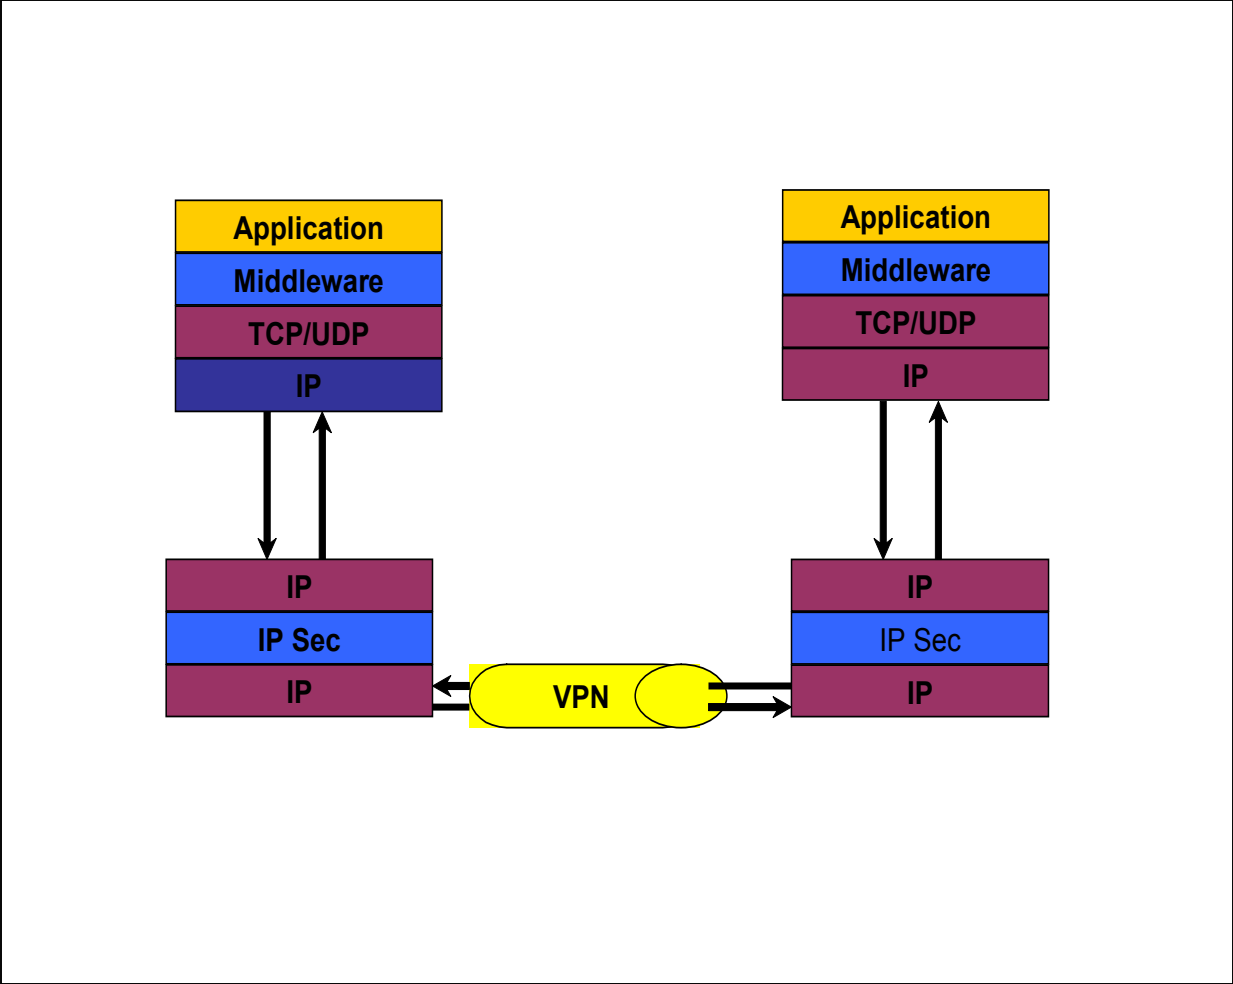 Application
Middleware
TCP/UDP
IP
Application
Middleware
TCP/UDP
IP
IP
IP Sec
IP
VPN
IP
IP Sec
IP